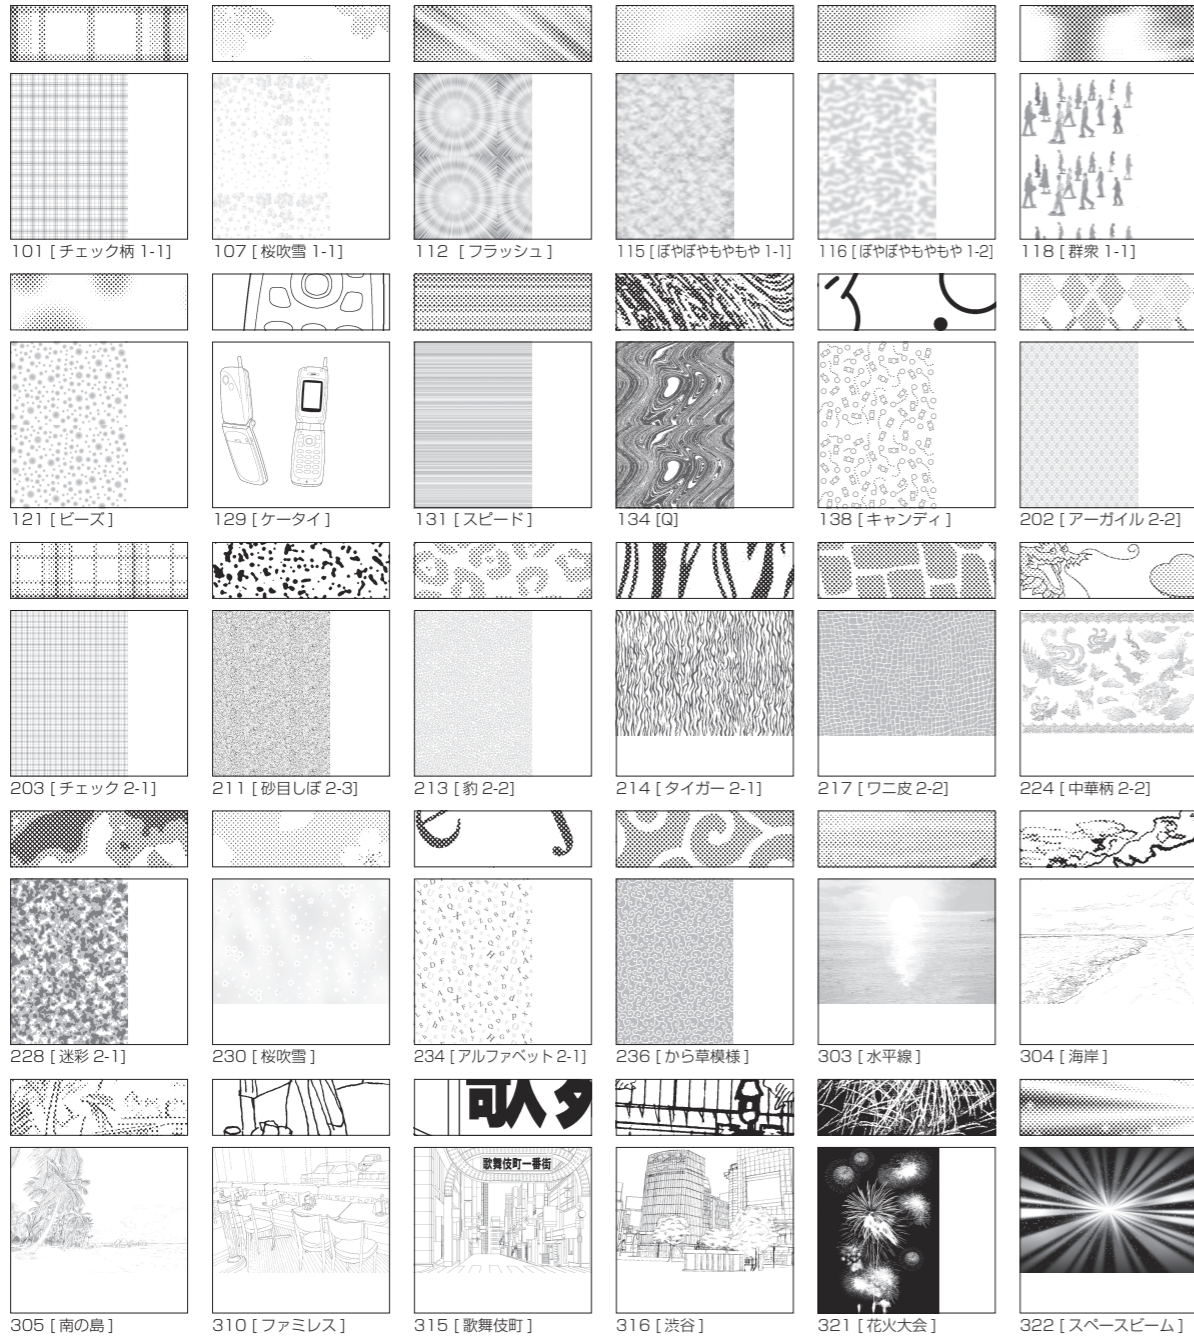 101 [ チェック柄 1-1]
107 [ 桜吹雪 1-1]
112 [ フラッシュ ]
115 [ ぼやぼやもやもや 1-1]
116 [ ぼやぼやもやもや 1-2]
118 [ 群衆 1-1]
121 [ ビーズ ]
129 [ ケータイ ]
131 [ スピード ]
134 [Q]
138 [ キャンディ ]
202 [ アーガイル 2-2]
203 [ チェック 2-1]
211 [ 砂目しぼ 2-3]
213 [ 豹 2-2]
214 [ タイガー 2-1]
217 [ ワニ皮 2-2]
224 [ 中華柄 2-2]
228 [ 迷彩 2-1]
230 [ 桜吹雪 ]
234 [ アルファベット 2-1]
236 [ から草模様 ]
303 [ 水平線 ]
304 [ 海岸 ]
歌舞伎町一番街
305 [ 南の島 ]
310 [ ファミレス ]
315 [ 歌舞伎町 ]
316 [ 渋谷 ]
321 [ 花火大会 ]
322 [ スペースビーム ]